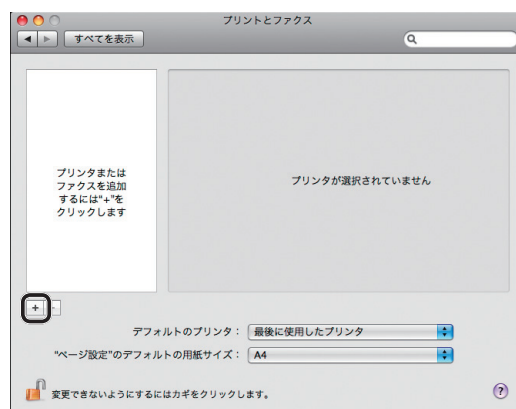 プリントとファクス
すべてを表示
プリンタまたは
ファクスを追加
するには"+"を
クリックします
プリンタが選択されていません
+ -
デフォルトのプリンタ： 最後に使用したプリンタ
"ページ設定"のデフォルトの用紙サイズ： A4
変更できないようにするにはカギをクリックします。
?